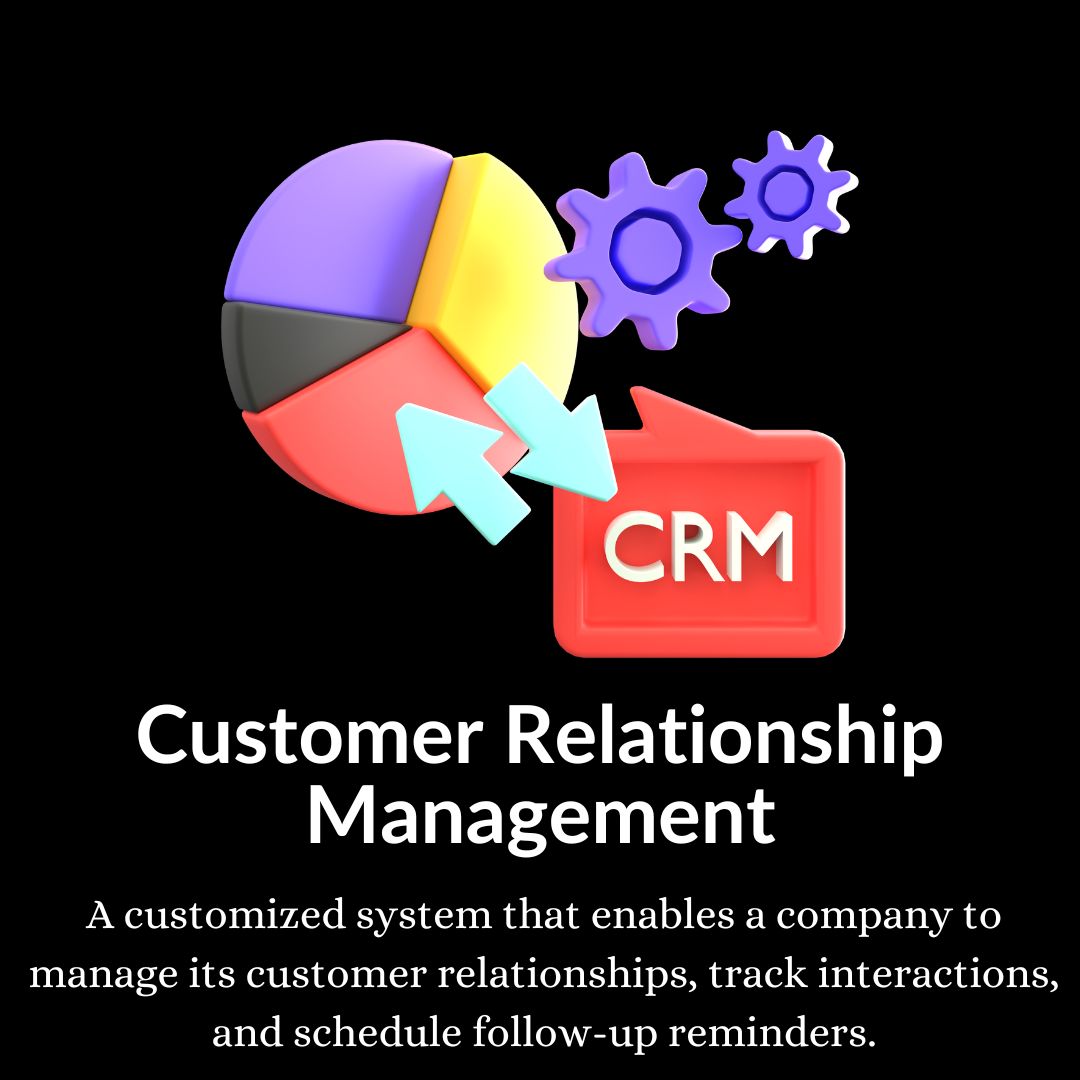 CRM
Customer Relationship
Management
A customized system that enables a company to
manage its customer relationships, track interactions,
and schedule follow-up reminders.